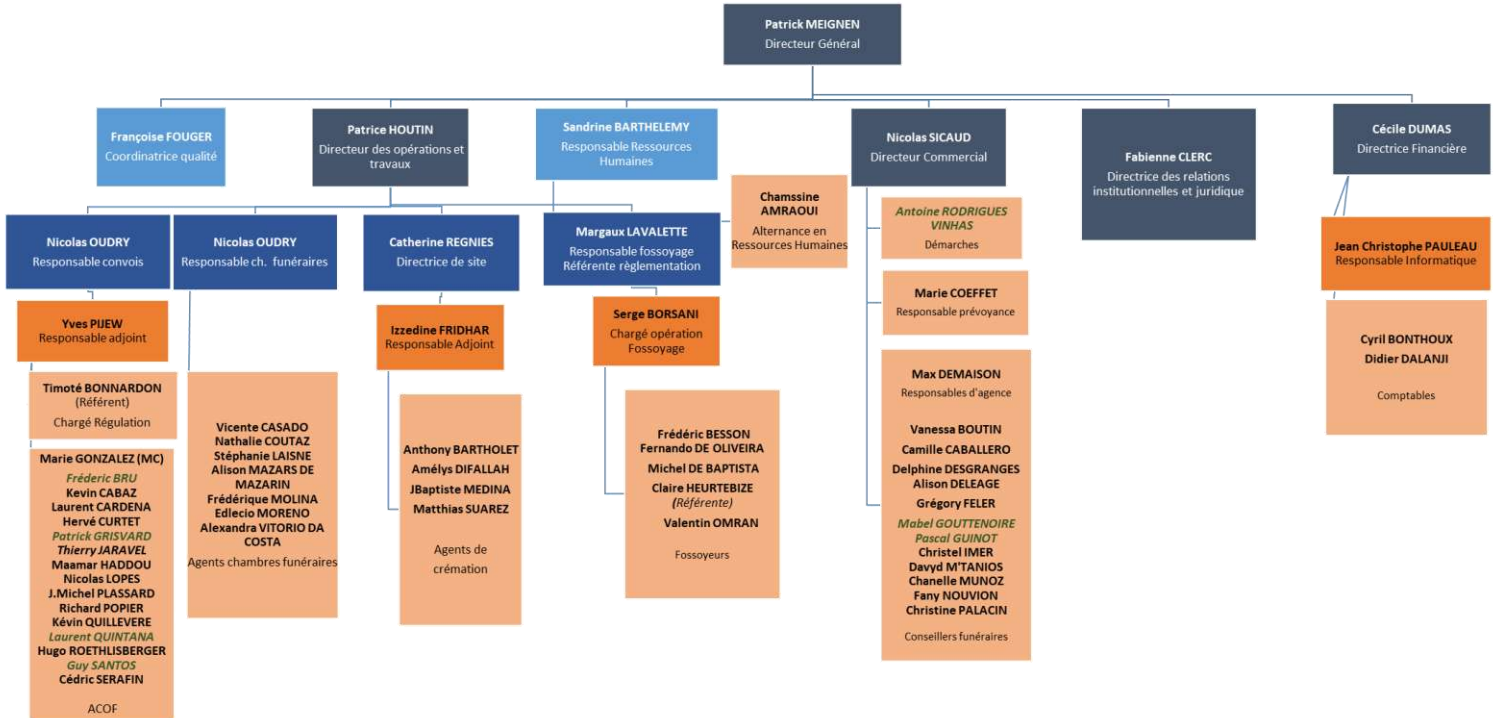 Patrick MEIGNEN
Directeur Général
Françoise FOUGER
Coordinatrice qualité
Patrice HOUTIN
Directeur des opérations et
travaux
Sandrine BARTHELEMY
Responsable Ressources
Humaines
Nicolas SICAUD
Directeur Commercial
Fabienne CLERC
Directrice des relations
institutionnelles et juridique
Cécile DUMAS
Directrice Financière
Chamssine
AMRAOUI
Alternance en
Ressources Humaines
Nicolas OUDRY
Responsable convois
Nicolas OUDRY
Responsable ch. funéraires
Catherine REGNIES
Directrice de site
Margaux LAVALETTE
Responsable fossoyage
Référente règlementation
Antoine RODRIGUES
VINHAS
Démarches
Jean Christophe PAULEAU
Responsable Informatique
Marie COEFFET
Responsable prévoyance
Yves PIJEW
Responsable adjoint
Izzedine FRIDHAR
Responsable Adjoint
Serge BORSANI
Chargé opération
Fossoyage
Cyril BONTHOUX
Didier DALANJI
Comptables
Timoté BONNARDON
(Référent)
Chargé Régulation
Marie GONZALEZ (MC)
Fréderic BRU
Kevin CABAZ
Laurent CARDENA
Hervé CURTET
Patrick GRISVARD
Thierry JARAVEL
Maamar HADDOU
Nicolas LOPES
J.Michel PLASSARD
Richard POPIER
Kévin QUILLEVERE
Laurent QUINTANA
Hugo ROETHLISBERGER
Guy SANTOS
Cédric SERAFIN
ACOF
Vicente CASADO
Nathalie COUTAZ
Stéphanie LAISNE
Alison MAZARS DE
MAZARIN
Frédérique MOLINA
Edlecio MORENO
Alexandra VITORIO DA
COSTA
Agents chambres funéraires
Anthony BARTHOLET
Amélys DIFALLAH
JBaptiste MEDINA
Matthias SUAREZ
Agents de
crémation
Frédéric BESSON
Fernando DE OLIVEIRA
Michel DE BAPTISTA
Claire HEURTEBIZE
(Référente)
Valentin OMRAN
Fossoyeurs
Max DEMAISON
Responsables d'agence
Vanessa BOUTIN
Camille CABALLERO
Delphine DESGRANGES
Alison DELEAGE
Grégory FELER
Mabel GOUTTENOIRE
Pascal GUINOT
Christel IMER
Davyd M'TANIOS
Chanelle MUNOZ
Fany NOUVION
Christine PALACIN
Conseillers funéraires